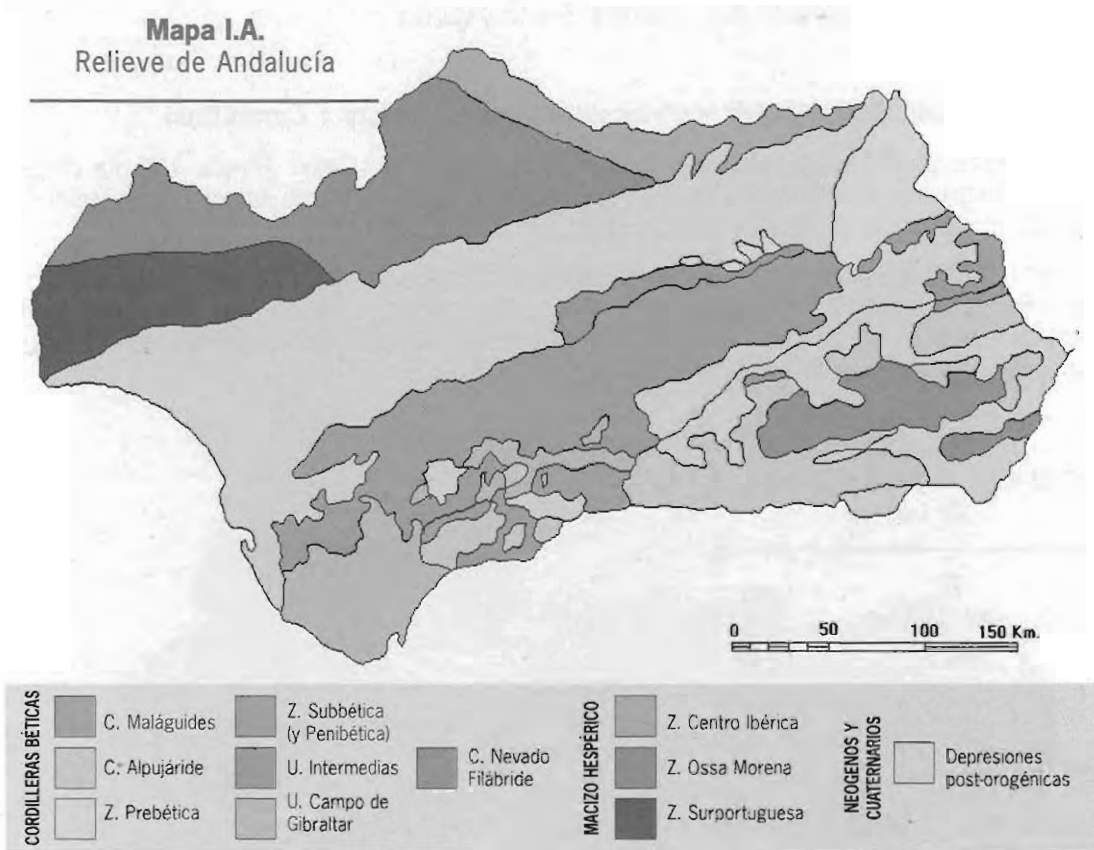 Mapa I.A.
Relieve de Andalucía
0 50 100 150 Km.
CORDILLERAS BÉTICAS
C. Maláguides
C. Alpujáride
Z. Prebética
Z. Subbética
(y Penibética)
U. Intermedias
U. Campo de
Gibraltar
C. Nevado
Filábride
MACIZO HESPÉRICO
Z. Centro Ibérica
Z. Ossa Morena
Z. Surportuguesa
NEOGENOS Y
CUATERNARIOS
Depresiones
post-orogénicas